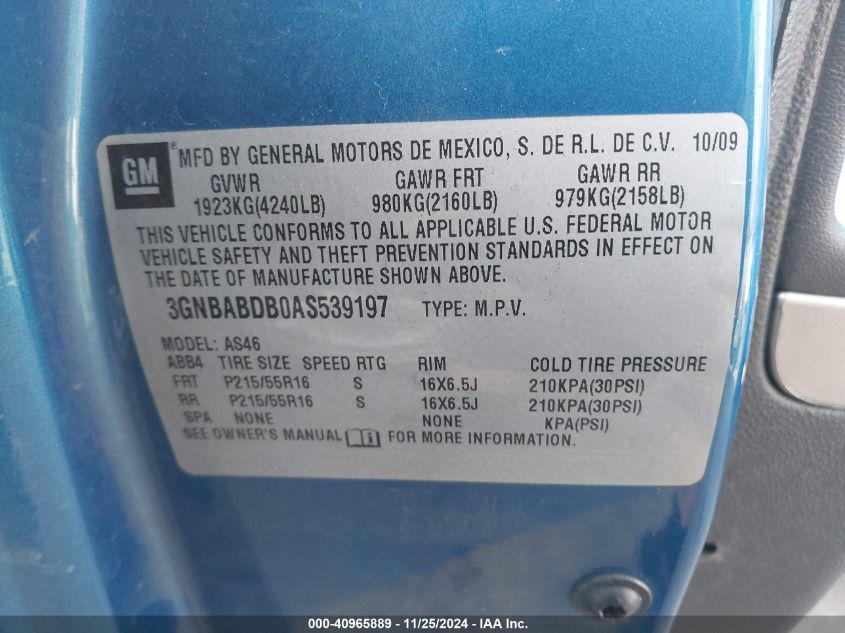 GM ® MFD BY GENERAL MOTORS DE MEXICO, S. DE R.L. DE C.V. 10/09
GVWR GAWR FRT GAWR RR
1923KG(4240LB) 980KG(2160LB) 979KG(2158LB)
THIS VEHICLE CONFORMS TO ALL APPLICABLE U.S. FEDERAL MOTOR
VEHICLE SAFETY AND THEFT PREVENTION STANDARDS IN EFFECT ON
THE DATE OF MANUFACTURE SHOWN ABOVE.
3GNBABDB0AS539197 TYPE: M.P.V.
MODEL: AS46
ABB4 TIRE SIZE SPEED RTG RIM COLD TIRE PRESSURE
FRT P215/55R16 S 16X6.5J 210KPA(30PSI)
RR P215/55R16 S 16X6.5J 210KPA(30PSI)
SPA NONE NONE KPA(PSI)
SEE OWNER'S MANUAL FOR MORE INFORMATION.
000-40965889 - 11/25/2024 - IAA Inc.